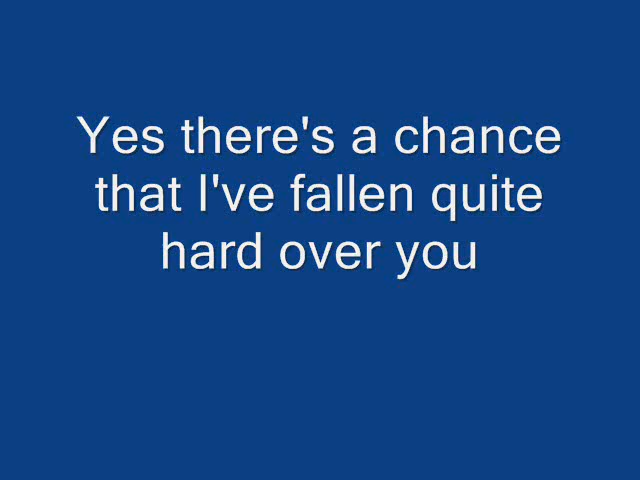 Yes there's a chance
that I've fallen quite
hard over you